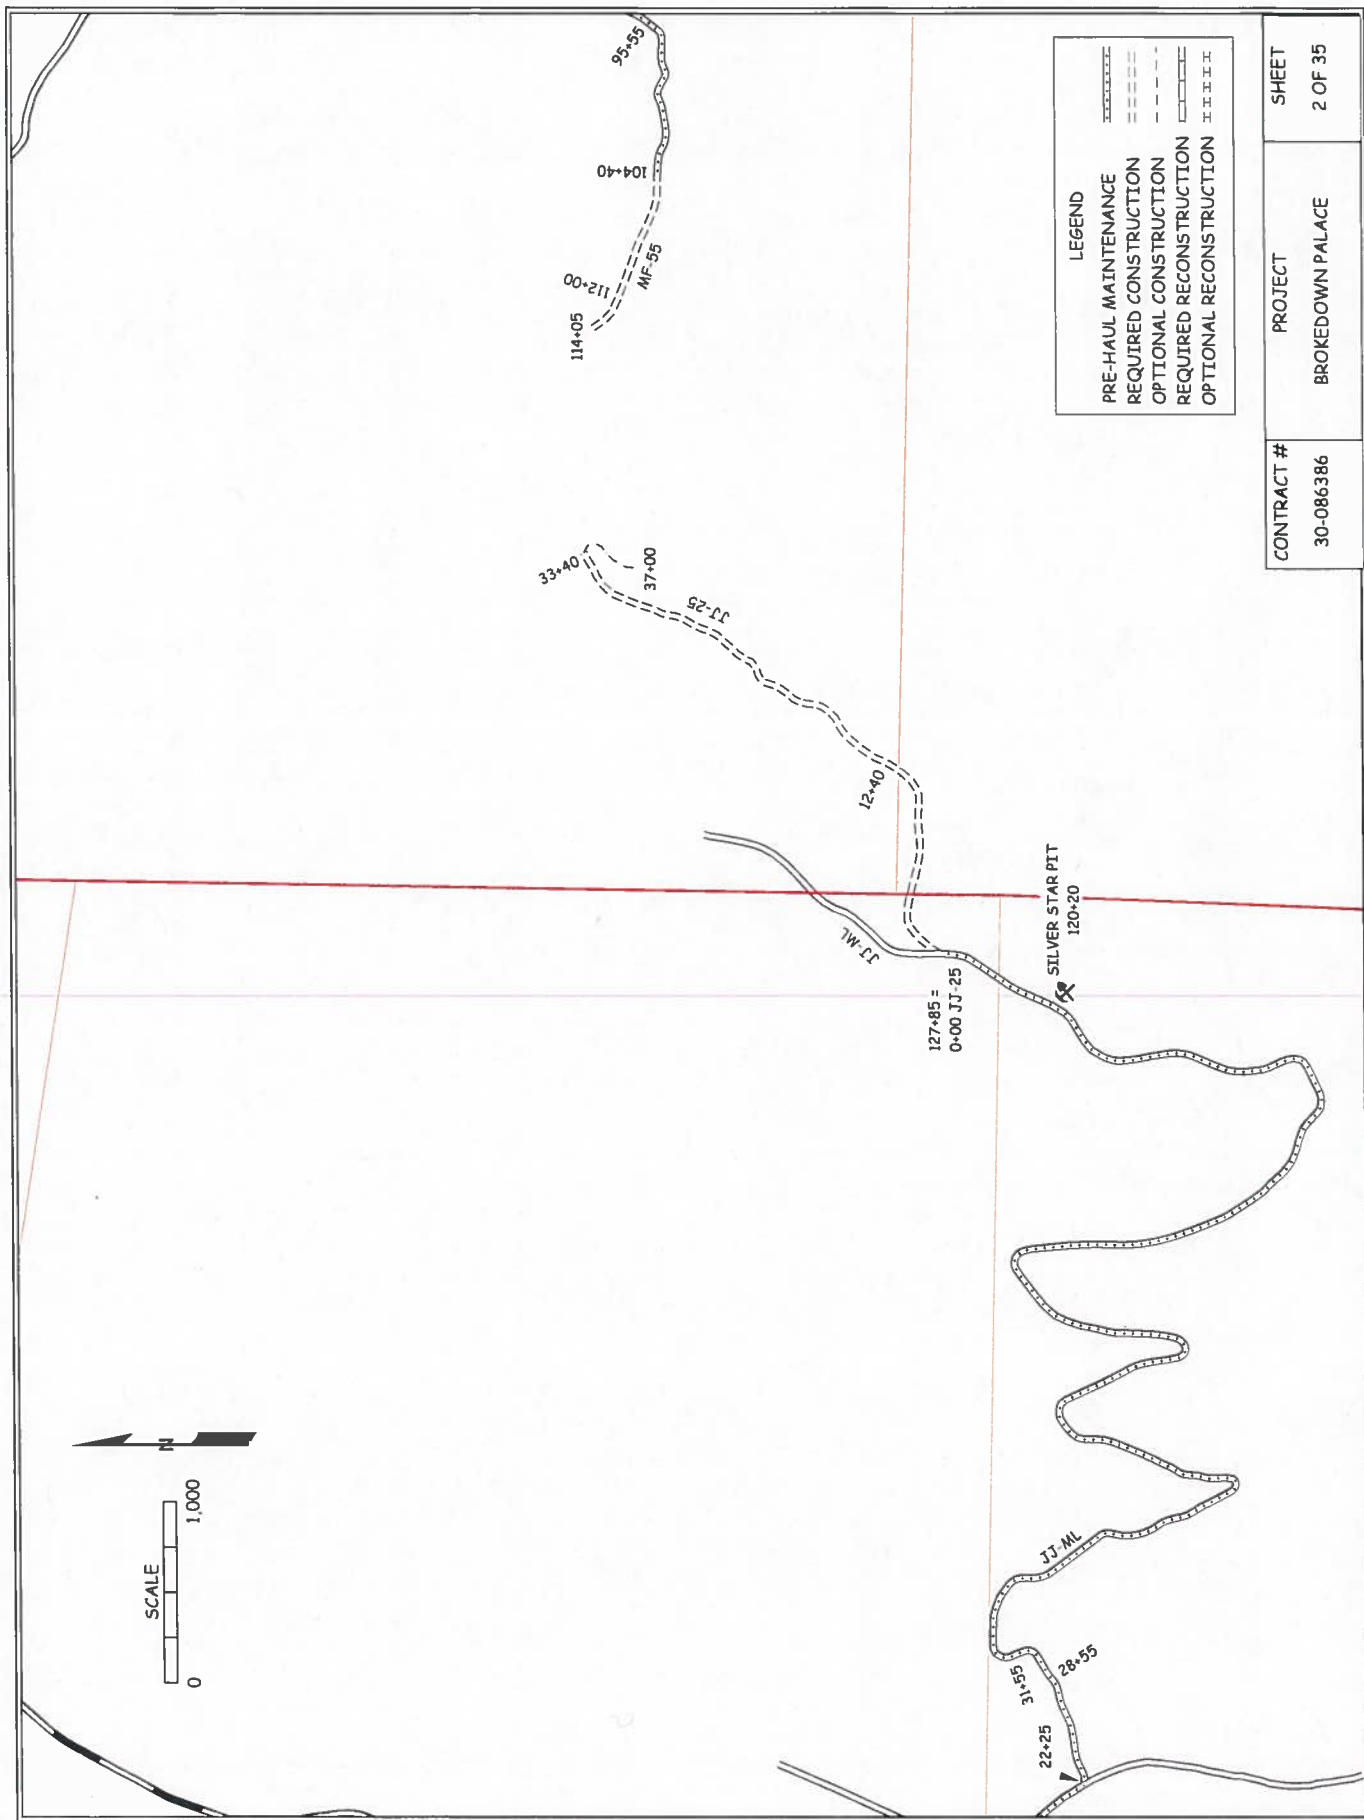 SCALE
0
1,000
N
22+25
31+55
28+55
JJ-ML
127+85 =
0+00 JJ-25
SILVER STAR PIT
120+20
JJ-ML
12+40
JJ-25
33+40
37+00
114+05
112+00
MF-55
104+40
95+55
LEGEND
PRE-HAUL MAINTENANCE
REQUIRED CONSTRUCTION
OPTIONAL CONSTRUCTION
REQUIRED RECONSTRUCTION
OPTIONAL RECONSTRUCTION
CONTRACT #
30-086386
PROJECT
BROKEDOWN PALACE
SHEET
2 OF 35